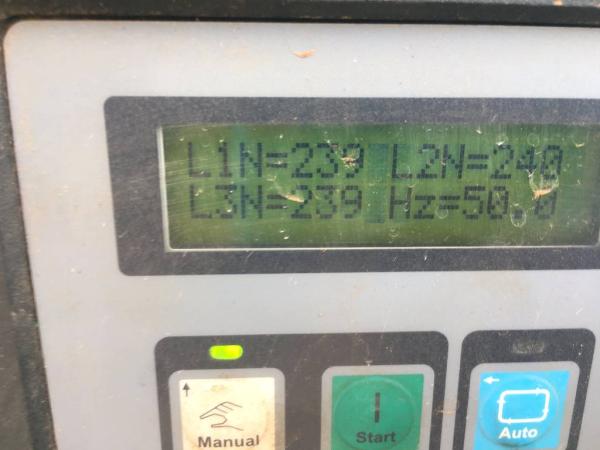 L1N=239 L2N=240
L3N=239 Hz=50.0
Manual
Start
Auto